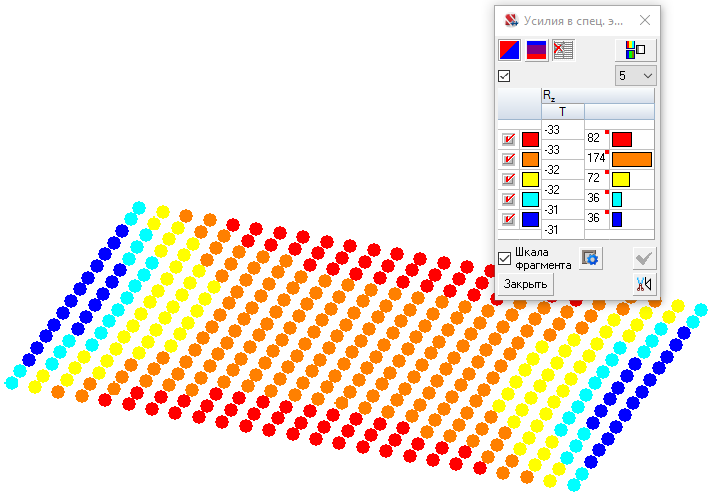 Усилия в спец. э...
5
Rz
T
-33
82
-33
174
-32
72
-32
36
-31
36
-31
Шкала
фрагмента
Закрыть